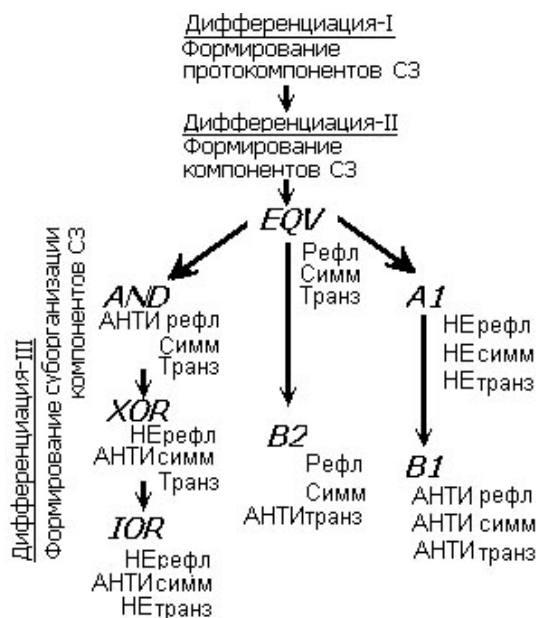 Дифференциация-I
Формирование
протокомпонентов СЗ
Дифференциация-II
Формирование
компонентов СЗ
EQV
Рефл
Симм
Транз
AND
АНТИ рефл
Симм
Транз
XOR
НЕрефл
АНТИсимм
Транз
IOR
НЕрефл
АНТИсимм
НЕтранз
B2
Рефл
Симм
АНТИтранз
A1
НЕрефл
НЕсимм
НЕтранз
B1
АНТИ рефл
АНТИ симм
АНТИтранз
Дифференциация-III
Формирование суборганизации
компонентов СЗ